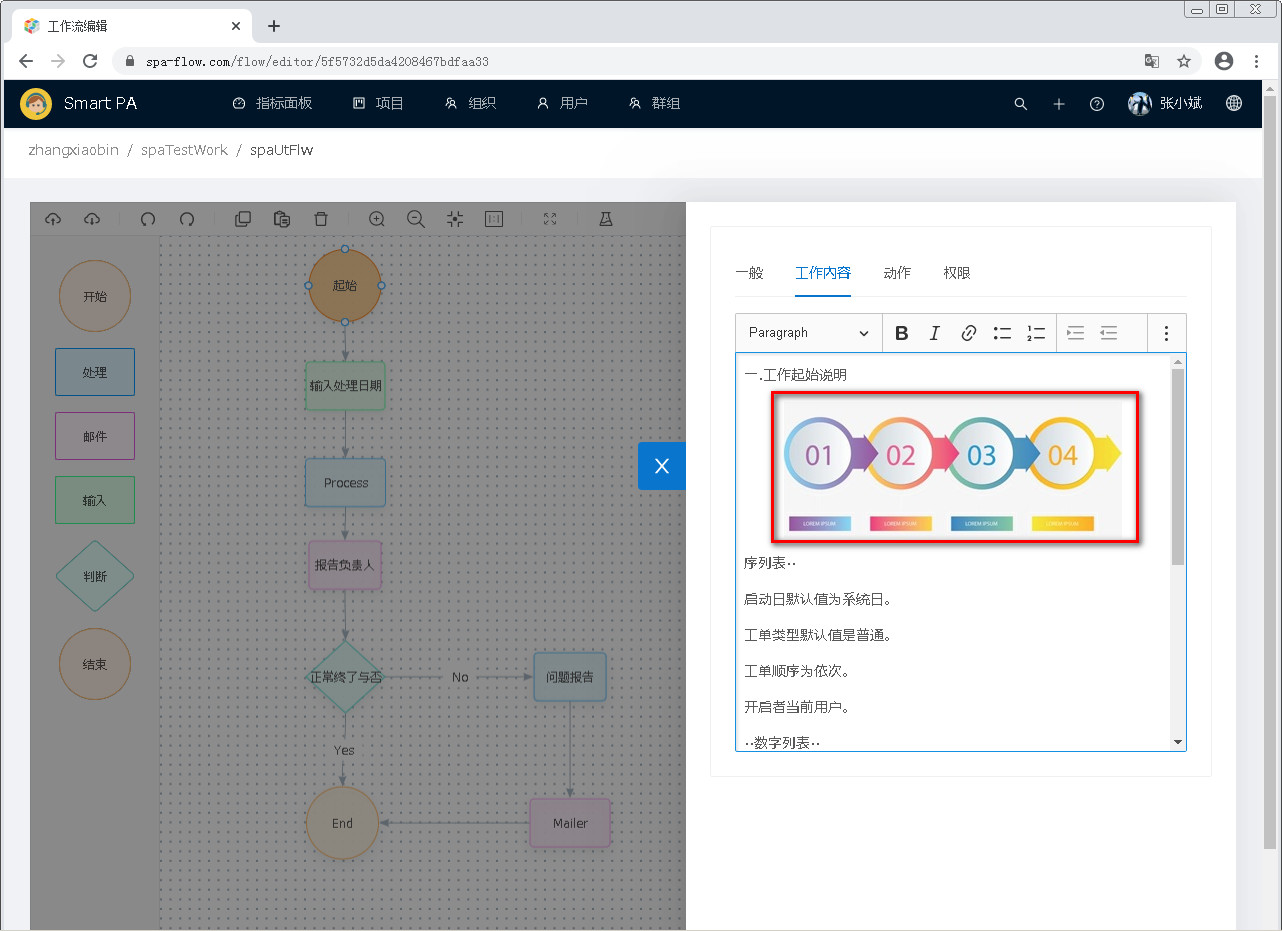 工作流编辑
spa-flow.com/flow/editor/5f5732d5da4208467bdfaa33
Smart PA 指标面板 项目 组织 用户 群组 张小斌
zhangxiaobin / spaTestWork / spaUtFlw
开始
处理
邮件
输入
判断
结束
起始
输入处理日期
Process
报告负责人
正常终了与否
No
问题报告
Yes
End
Mailer
一般 工作内容 动作 权限
Paragraph
一.工作起始说明
01 02 03 04
LOREM IPSUM LOREM IPSUM LOREM IPSUM LOREM IPSUM
序列表··
启动日默认值为系统日。
工单类型默认值是普通。
工单顺序为依次。
开启者当前用户。
··数字列表··